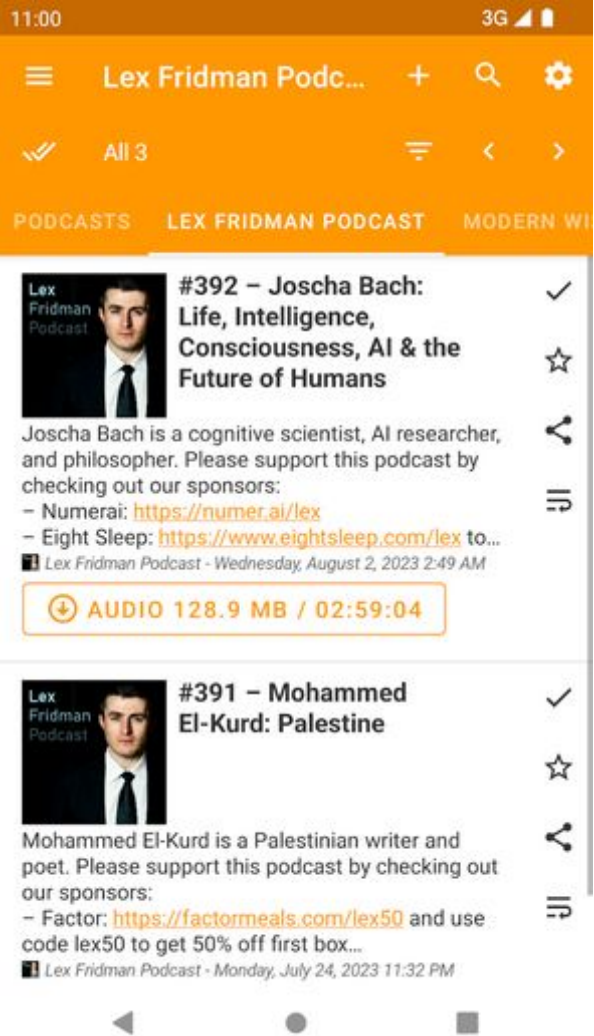 11:00 3G
Lex Fridman Podc...
All 3
PODCASTS LEX FRIDMAN PODCAST MODERN WI
Lex
Fridman
Podcast
#392 – Joscha Bach:
Life, Intelligence,
Consciousness, AI & the
Future of Humans
Joscha Bach is a cognitive scientist, AI researcher,
and philosopher. Please support this podcast by
checking out our sponsors:
– Numerai: https://numer.ai/lex
– Eight Sleep: https://www.eightsleep.com/lex to...
Lex Fridman Podcast - Wednesday, August 2, 2023 2:49 AM
AUDIO 128.9 MB / 02:59:04
Lex
Fridman
Podcast
#391 – Mohammed
El-Kurd: Palestine
Mohammed El-Kurd is a Palestinian writer and
poet. Please support this podcast by checking out
our sponsors:
– Factor: https://factormeals.com/lex50 and use
code lex50 to get 50% off first box...
Lex Fridman Podcast - Monday, July 24, 2023 11:32 PM